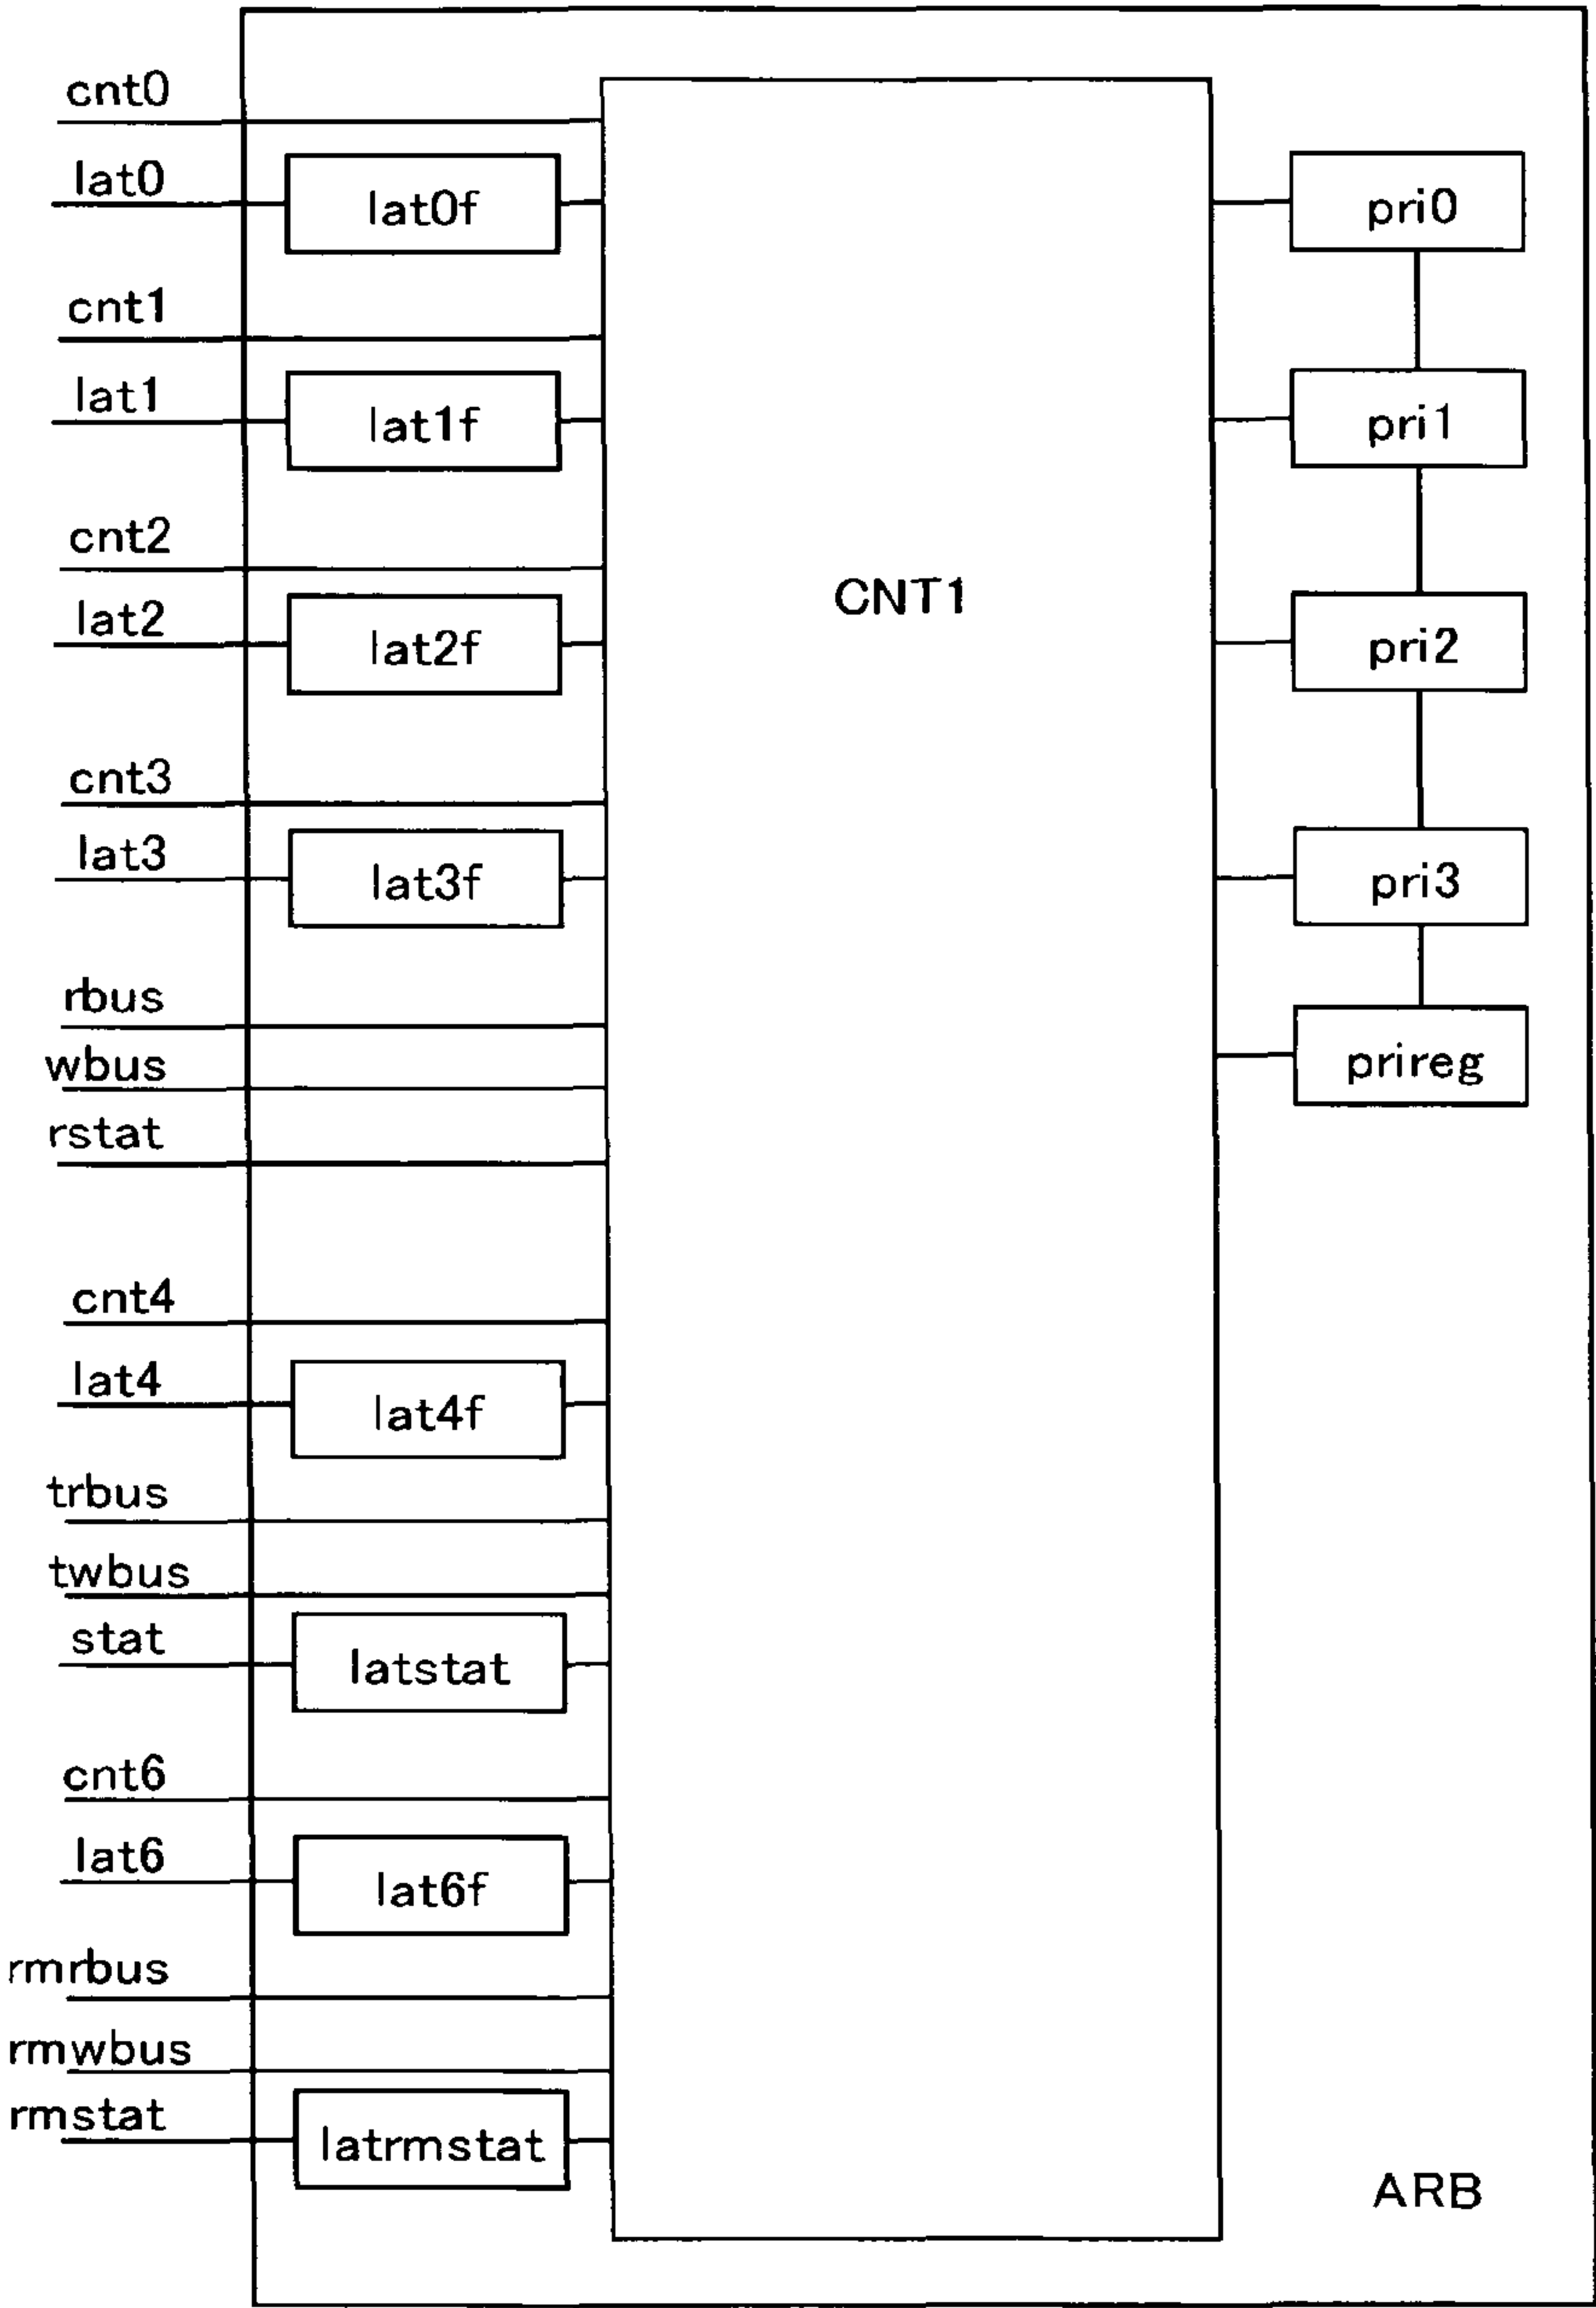 cnt0
lat0
lat0f
pri0
cnt1
lat1
lat1f
pri1
cnt2
CNT1
lat2
lat2f
pri2
cnt3
lat3
lat3f
pri3
rbus
wbus
prireg
rstat
cnt4
lat4
lat4f
trbus
twbus
stat
latstat
cnt6
lat6
lat6f
rmrbus
rmwbus
rmstat
latrmstat
ARB